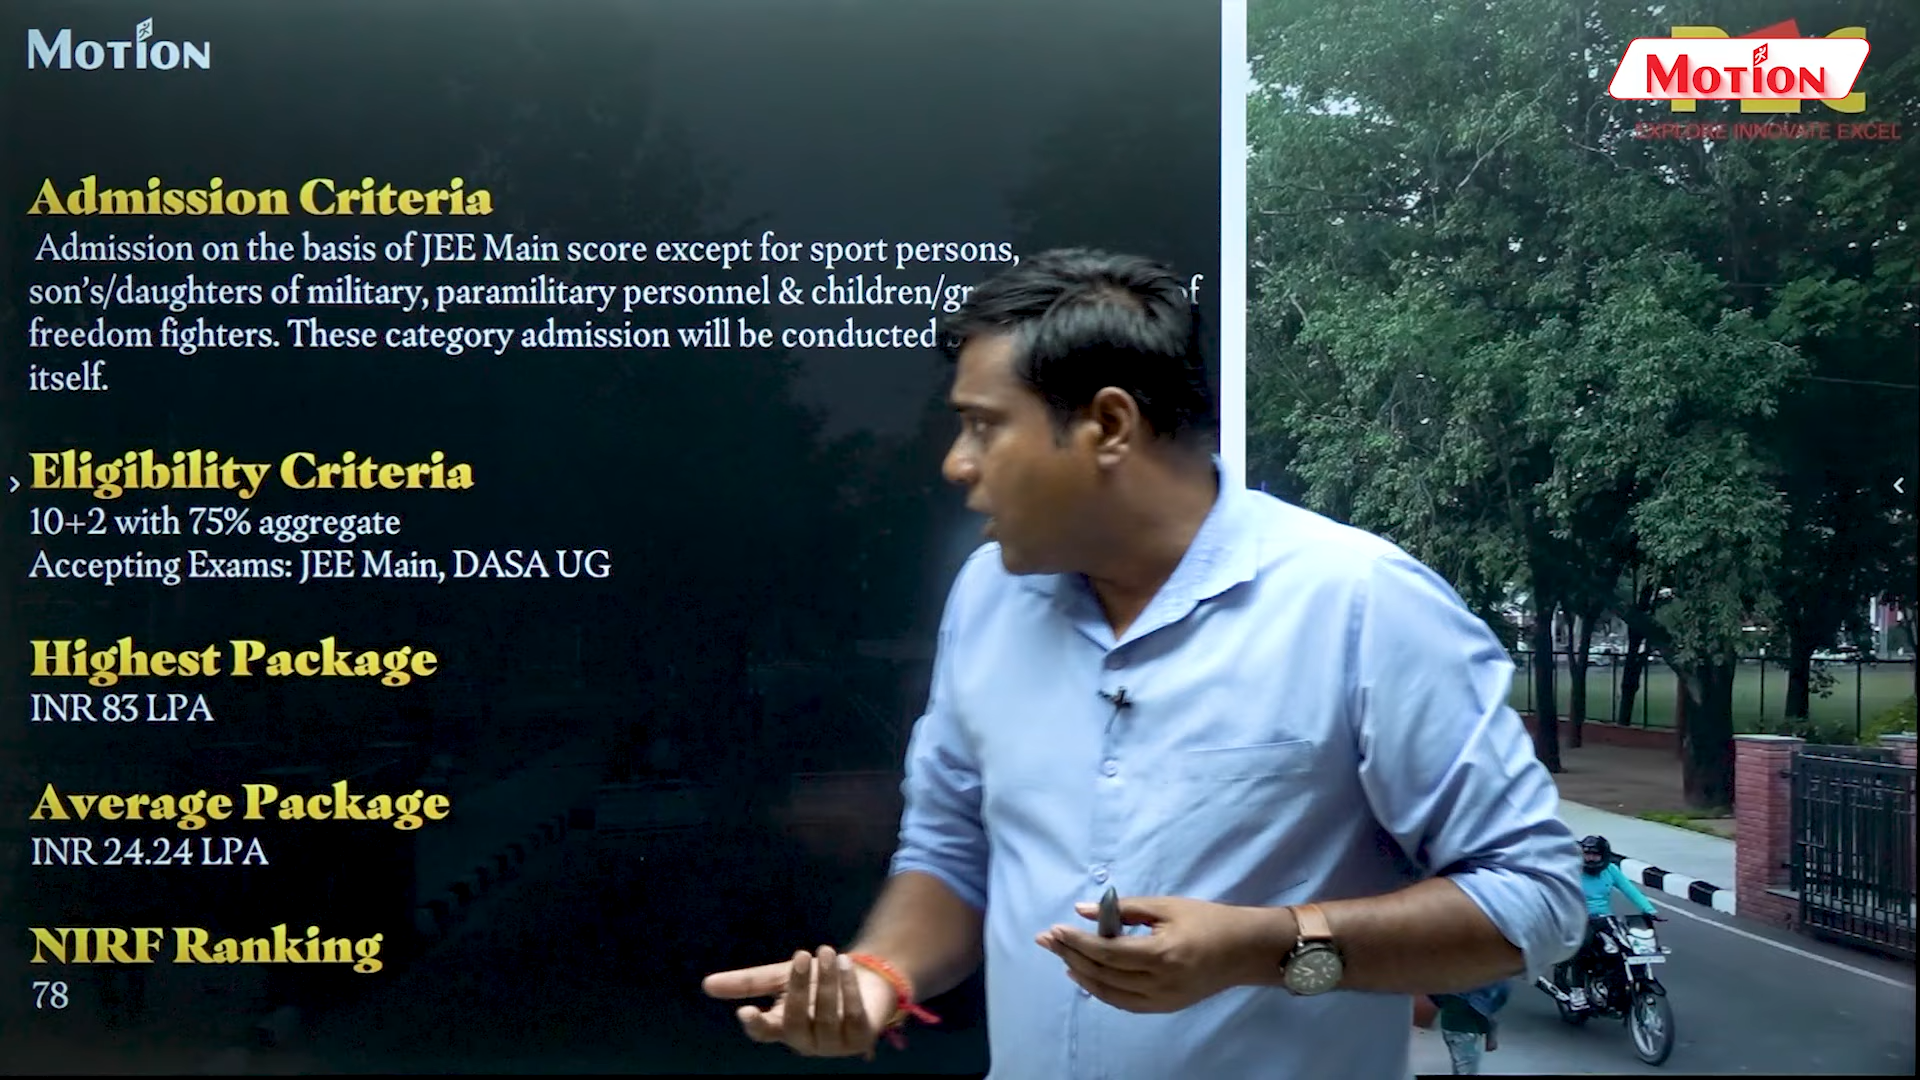 MOTION
MOTION
EXPLORE INNOVATE EXCEL
Admission Criteria
Admission on the basis of JEE Main score except for sport persons,
son's/daughters of military, paramilitary personnel & children/gr of
freedom fighters. These category admission will be conducted
itself.
Eligibility Criteria
10+2 with 75% aggregate
Accepting Exams: JEE Main, DASA UG
Highest Package
INR 83 LPA
Average Package
INR 24.24 LPA
NIRF Ranking
78